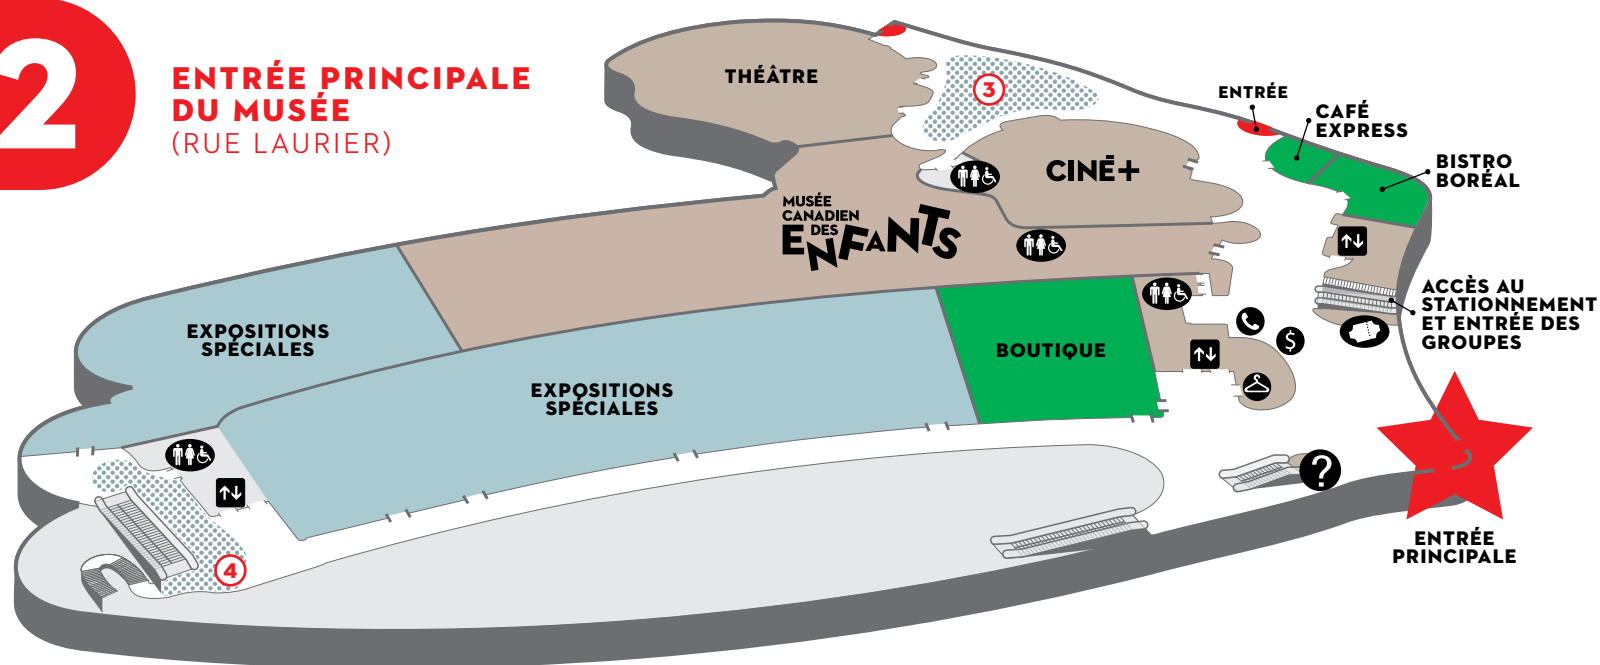 2
ENTRÉE PRINCIPALE
DU MUSÉE
(RUE LAURIER)
THÉÂTRE
3
ENTRÉE
CAFÉ
EXPRESS
CINÉ+
BISTRO
BORÉAL
MUSÉE
CANADIEN
DES
ENFANTS
ACCÈS AU
STATIONNEMENT
ET ENTRÉE DES
GROUPES
EXPOSITIONS
SPÉCIALES
$
BOUTIQUE
EXPOSITIONS
SPÉCIALES
?
4
ENTRÉE
PRINCIPALE